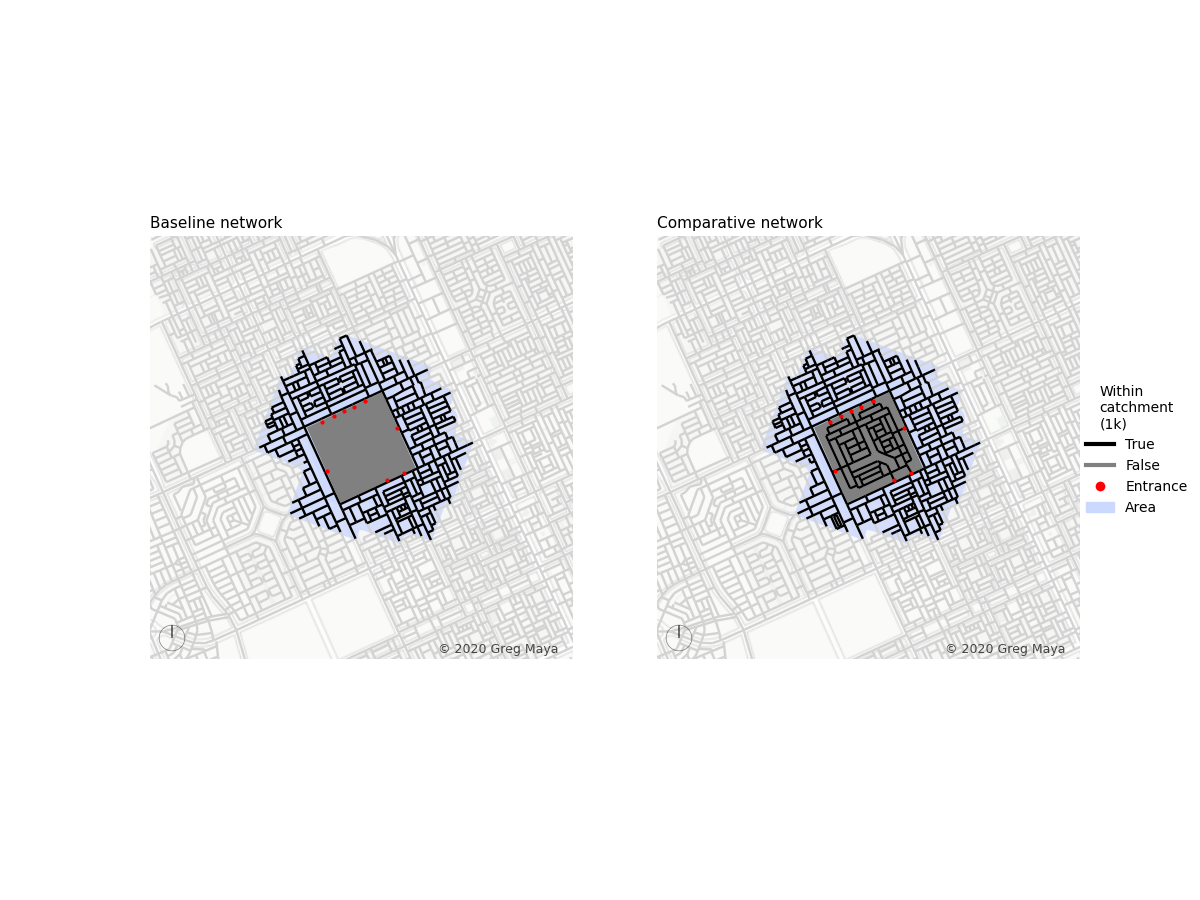 Baseline network
Comparative network
Within
catchment
(1k)
True
False
Entrance
Area
© 2020 Greg Maya
© 2020 Greg Maya